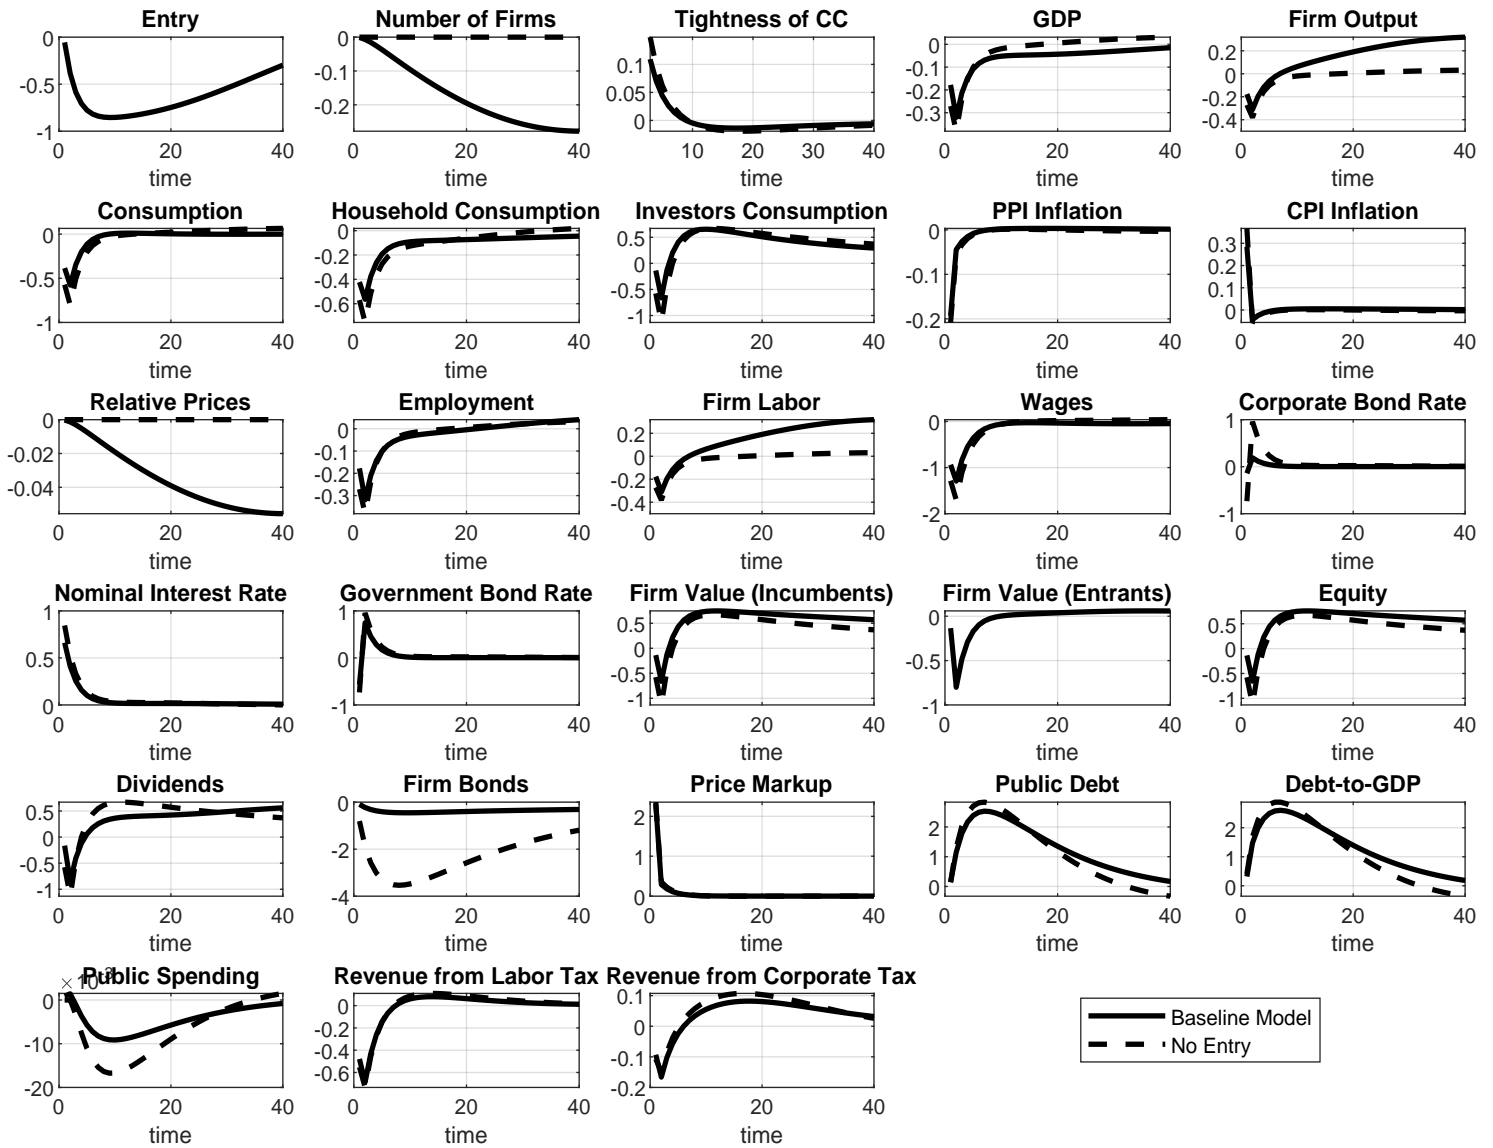 Entry
Number of Firms
Tightness of CC
GDP
Firm Output
0
-0.5
-1
0 20 40
time
0
-0.1
-0.2
0 20 40
time
0.1
0.05
0
10 20 30 40
time
0
-0.1
-0.2
-0.3
0 20 40
time
0.2
0
-0.2
-0.4
0 20 40
time
Consumption
Household Consumption
Investors Consumption
PPI Inflation
CPI Inflation
0
-0.5
-1
0 20 40
time
0
-0.2
-0.4
-0.6
0 20 40
time
0.5
0
-0.5
-1
0 20 40
time
0
-0.1
-0.2
0 20 40
time
0.3
0.2
0.1
0
0 20 40
time
Relative Prices
Employment
Firm Labor
Wages
Corporate Bond Rate
0
-0.02
-0.04
0 20 40
time
0
-0.1
-0.2
-0.3
0 20 40
time
0.2
0
-0.2
-0.4
0 20 40
time
0
-1
-2
0 20 40
time
1
0
-1
0 20 40
time
Nominal Interest Rate
Government Bond Rate
Firm Value (Incumbents)
Firm Value (Entrants)
Equity
1
0.5
0
0 20 40
time
1
0
-1
0 20 40
time
0.5
0
-0.5
-1
0 20 40
time
0
-0.5
-1
0 20 40
time
0.5
0
-0.5
-1
0 20 40
time
Dividends
Firm Bonds
Price Markup
Public Debt
Debt-to-GDP
0.5
0
-0.5
-1
0 20 40
time
0
-2
-4
0 20 40
time
2
1
0
0 20 40
time
2
1
0
0 20 40
time
2
1
0
0 20 40
time
Public Spending
Revenue from Labor Tax
Revenue from Corporate Tax
× 10-3
0
-10
-20
0 20 40
time
0
-0.2
-0.4
-0.6
0 20 40
time
0.1
0
-0.1
-0.2
0 20 40
time
Baseline Model
No Entry